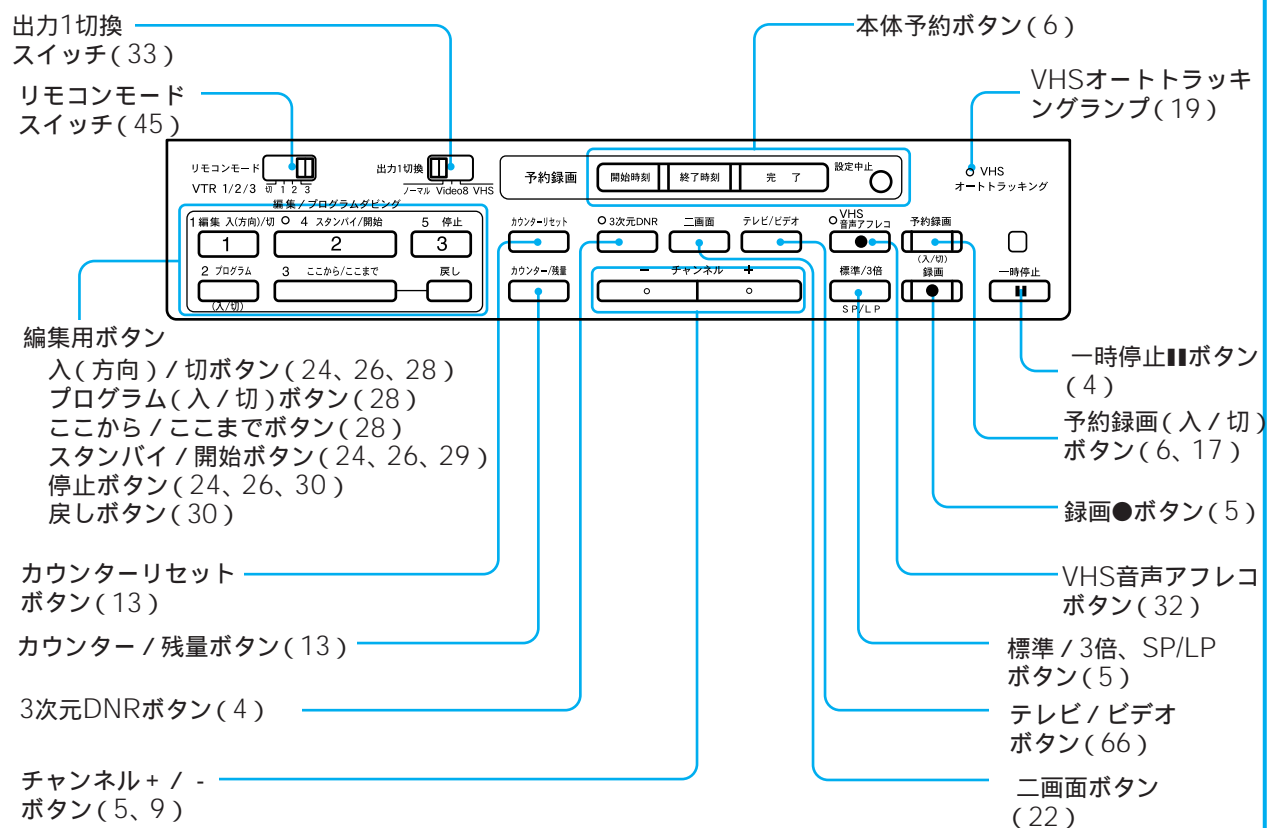 出力1切換
スイッチ(33)
リモコンモード
スイッチ(45)
本体予約ボタン(6)
VHSオートトラッキ
ングランプ(19)
リモコンモード
VTR 1/2/3
切 1 2 3
出力1切換
ノーマル Video8 VHS
予約録画
開始時刻
終了時刻
完 了
設定中止
VHS
オートトラッキング
編集/プログラムダビング
1編集 入(方向)/切
4 スタンバイ/開始
5 停止
1
2
3
2 プログラム
3 ここから/ここまで
戻し
(入/切)
カウンターリセット
3次元DNR
二画面
テレビ/ビデオ
VHS
音声アフレコ
予約録画
(入/切)
カウンター/残量
− チャンネル +
標準/3倍
SP/LP
録画
一時停止
編集用ボタン
入(方向)/切ボタン(24、26、28)
プログラム(入/切)ボタン(28)
ここから/ここまでボタン(28)
スタンバイ/開始ボタン(24、26、29)
停止ボタン(24、26、30)
戻しボタン(30)
カウンターリセット
ボタン(13)
カウンター/残量ボタン(13)
3次元DNRボタン(4)
チャンネル+ / -
ボタン(5、9)
一時停止▮▮ボタン
(4)
予約録画(入/切)
ボタン(6、17)
録画●ボタン(5)
VHS音声アフレコ
ボタン(32)
標準/3倍、SP/LP
ボタン(5)
テレビ/ビデオ
ボタン(66)
二画面ボタン
(22)